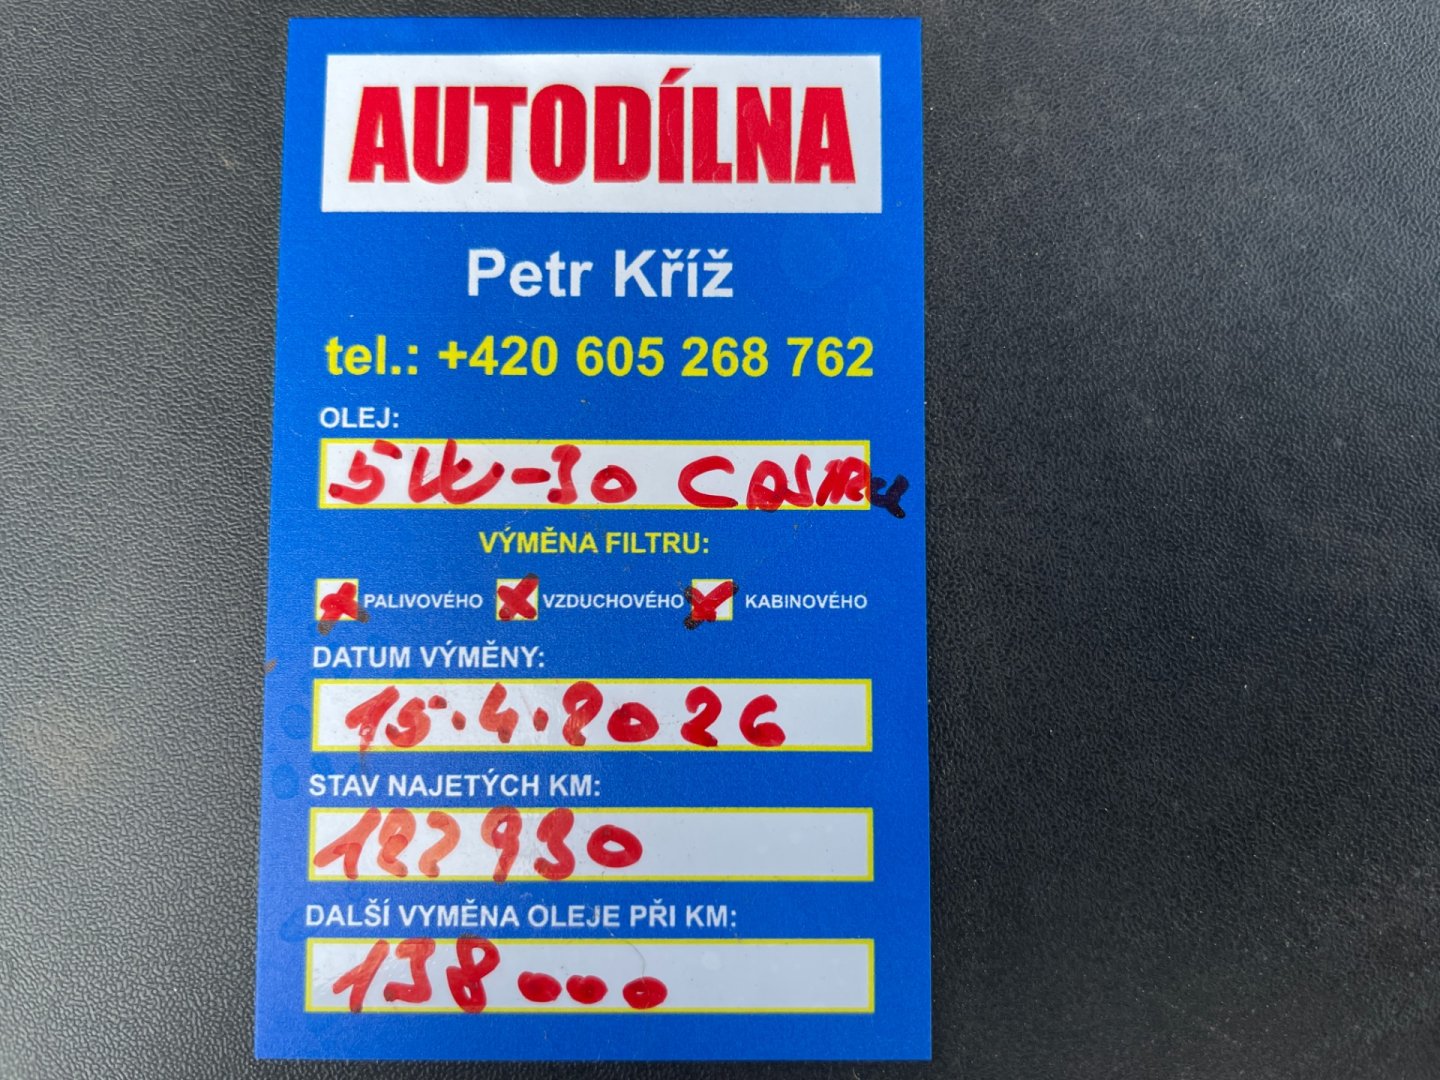 AUTODÍLNA
Petr Kříž
tel.: +420 605 268 762
OLEJ:
5W-30
VÝMĚNA FILTRU:
PALIVOVÉHO VZDUCHOVÉHO KABINOVÉHO
DATUM VÝMĚNY:
15.4.2026
STAV NAJETÝCH KM:
122930
DALŠÍ VYMĚNA OLEJE PŘI KM:
138000